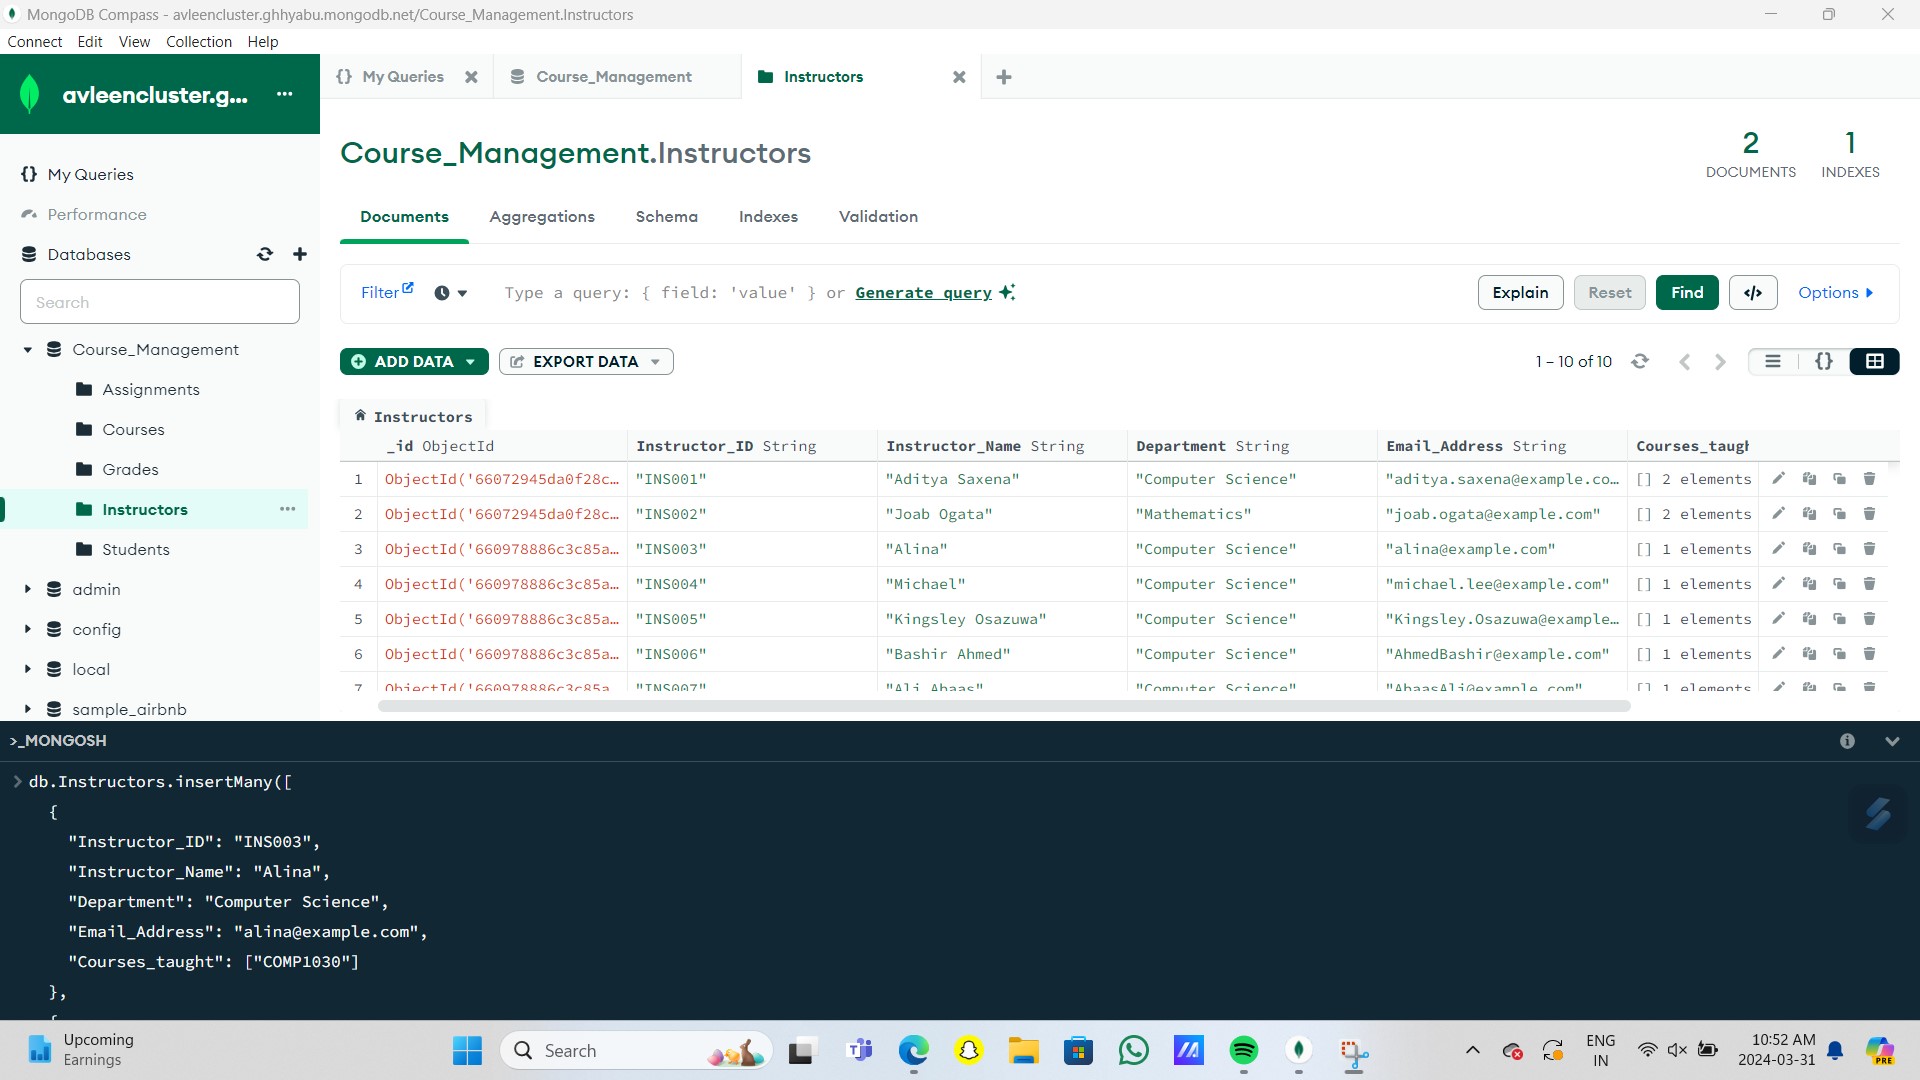 MongoDB Compass - avleencluster.ghhyabu.mongodb.net/Course_Management.Instructors
Connect Edit View Collection Help
avleencluster.g...
My Queries
Course_Management
Instructors
Course_Management.Instructors
2
DOCUMENTS
1
INDEXES
{} My Queries
Performance
Databases
Search
Course_Management
Assignments
Courses
Grades
Instructors
Students
admin
config
local
sample_airbnb
Documents Aggregations Schema Indexes Validation
Filter Type a query: { field: 'value' } or Generate query Explain Reset Find </> Options
ADD DATA EXPORT DATA 1 – 10 of 10 {}
Instructors
_id ObjectId Instructor_ID String Instructor_Name String Department String Email_Address String Courses_taugh
1 ObjectId('66072945da0f28c… "INS001" "Aditya Saxena" "Computer Science" "aditya.saxena@example.co… [] 2 elements
2 ObjectId('66072945da0f28c… "INS002" "Joab Ogata" "Mathematics" "joab.ogata@example.com" [] 2 elements
3 ObjectId('660978886c3c85a… "INS003" "Alina" "Computer Science" "alina@example.com" [] 1 elements
4 ObjectId('660978886c3c85a… "INS004" "Michael" "Computer Science" "michael.lee@example.com" [] 1 elements
5 ObjectId('660978886c3c85a… "INS005" "Kingsley Osazuwa" "Computer Science" "Kingsley.Osazuwa@example… [] 1 elements
6 ObjectId('660978886c3c85a… "INS006" "Bashir Ahmed" "Computer Science" "AhmedBashir@example.com" [] 1 elements
7 ObjectId('660978886c3c85a… "INS007" "Ali Abaas" "Computer Science" "AbaasAli@example.com" [] 1 elements
>_MONGOSH
> db.Instructors.insertMany([
{
"Instructor_ID": "INS003",
"Instructor_Name": "Alina",
"Department": "Computer Science",
"Email_Address": "alina@example.com",
"Courses_taught": ["COMP1030"]
},
{
Upcoming
Earnings
Search
ENG
IN
10:52 AM
2024-03-31
PRE